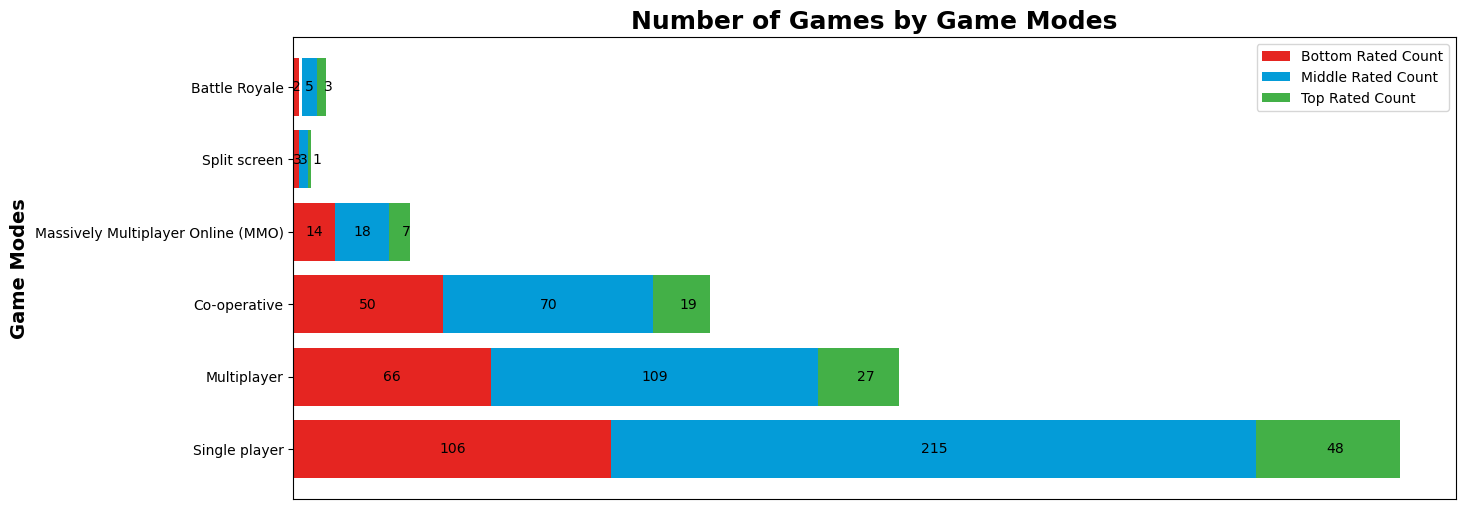 Number of Games by Game Modes
Bottom Rated Count
Middle Rated Count
Top Rated Count
Game Modes
Battle Royale 2 5 3
Split screen 3 3 1
Massively Multiplayer Online (MMO) 14 18 7
Co-operative 50 70 19
Multiplayer 66 109 27
Single player 106 215 48